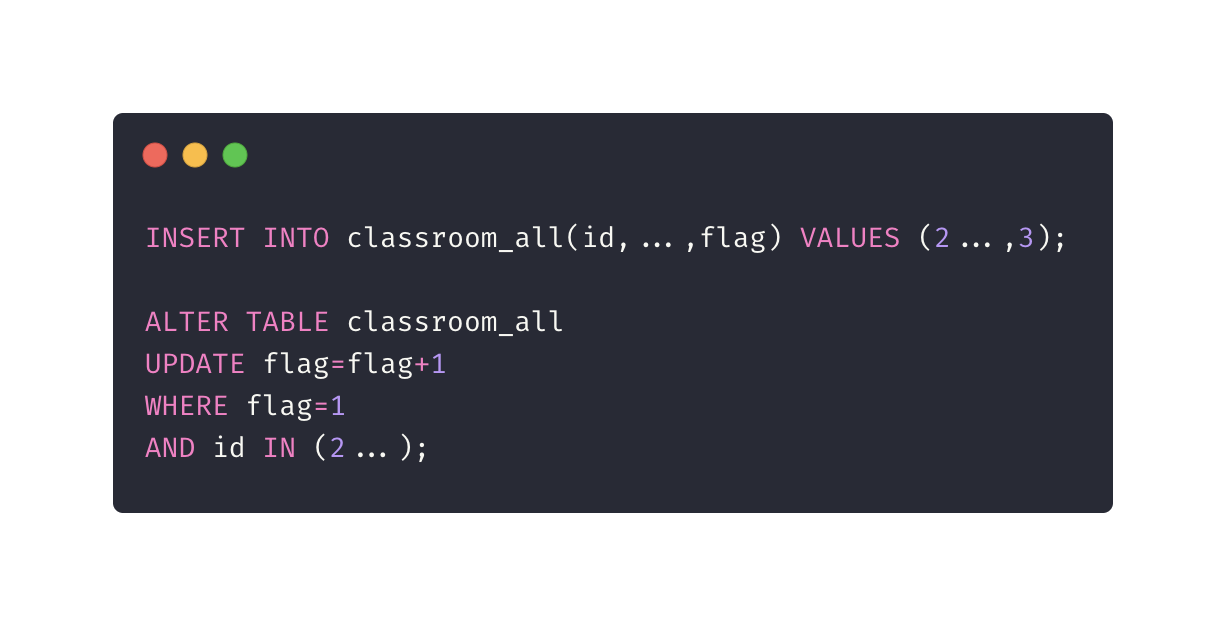 INSERT INTO classroom_all(id,...,flag) VALUES (2...,3);
ALTER TABLE classroom_all
UPDATE flag=flag+1
WHERE flag=1
AND id IN (2...);